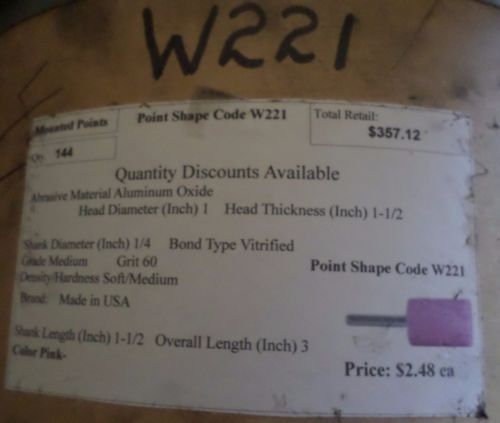 W221
Mounted Points
Point Shape Code W221
Total Retail:
$357.12
Qty. 144
Quantity Discounts Available
Abrasive Material Aluminum Oxide
Head Diameter (Inch) 1 Head Thickness (Inch) 1-1/2
Shank Diameter (Inch) 1/4 Bond Type Vitrified
Grade Medium Grit 60
Density/Hardness Soft/Medium
Point Shape Code W221
Brand: Made in USA
Shank Length (Inch) 1-1/2 Overall Length (Inch) 3
Color Pink-
Price: $2.48 ea